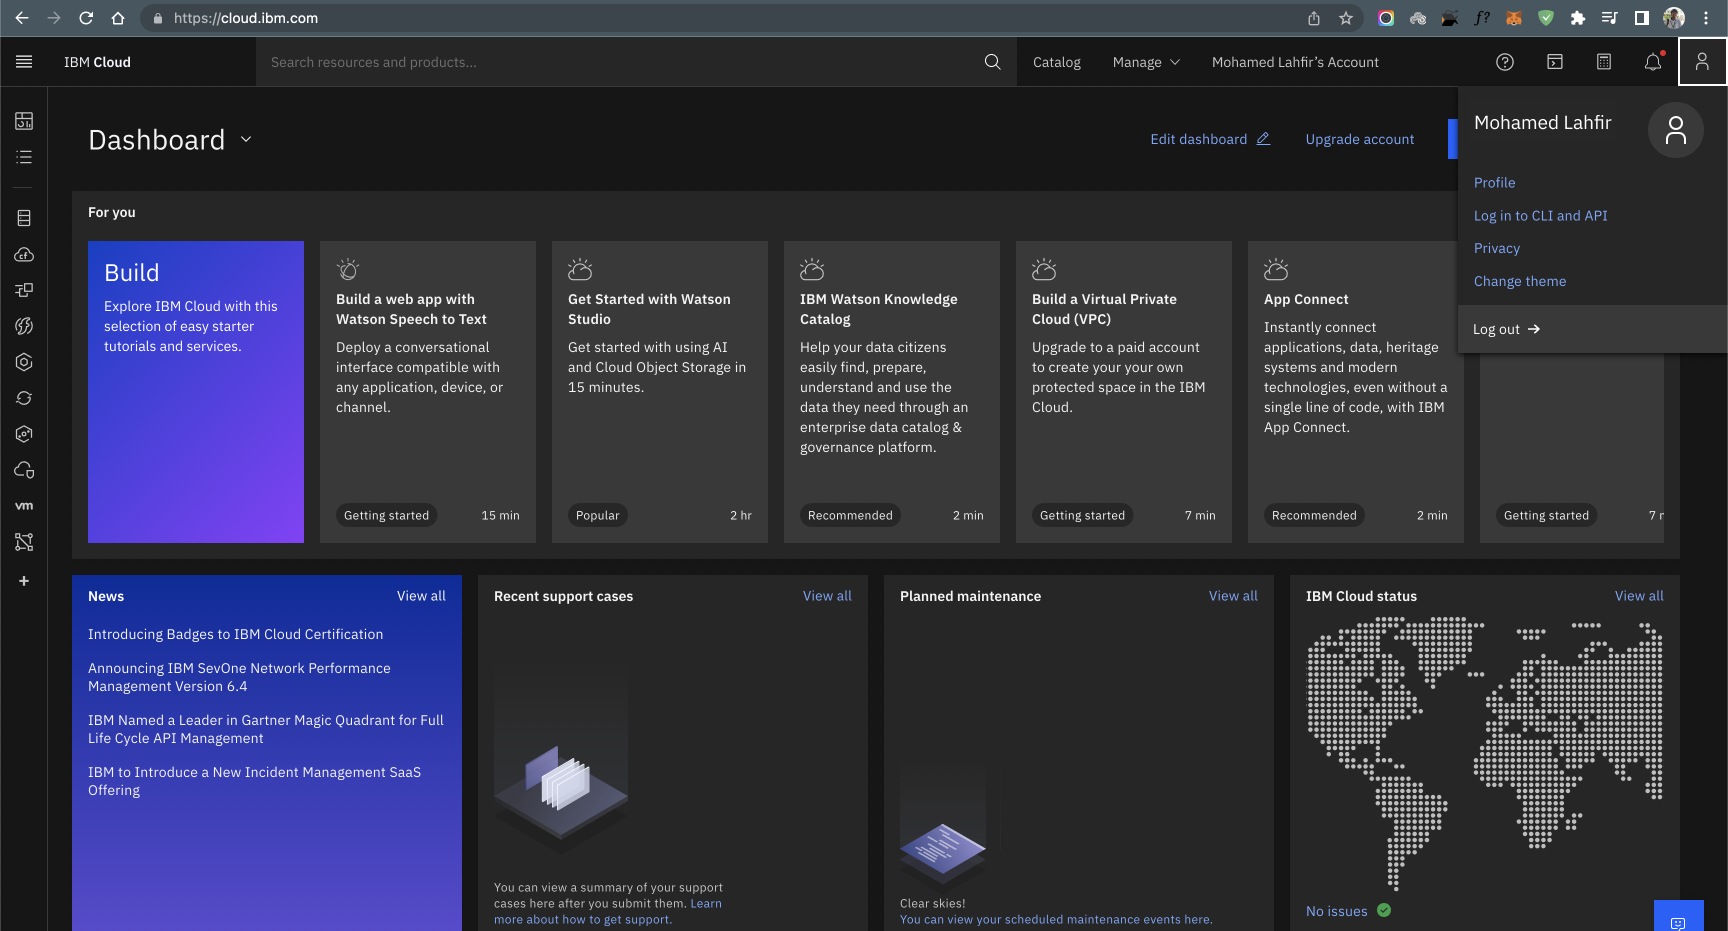 https://cloud.ibm.com
IBM Cloud
Search resources and products...
Catalog
Manage
Mohamed Lahfir's Account
Dashboard
Edit dashboard
Upgrade account
Mohamed Lahfir
Profile
Log in to CLI and API
Privacy
Change theme
Log out
For you
Build
Explore IBM Cloud with this
selection of easy starter
tutorials and services.
Build a web app with
Watson Speech to Text
Deploy a conversational
interface compatible with
any application, device, or
channel.
Getting started
15 min
Get Started with Watson
Studio
Get started with using AI
and Cloud Object Storage in
15 minutes.
Popular
2 hr
IBM Watson Knowledge
Catalog
Help your data citizens
easily find, prepare,
understand and use the
data they need through an
enterprise data catalog &
governance platform.
Recommended
2 min
Build a Virtual Private
Cloud (VPC)
Upgrade to a paid account
to create your your own
protected space in the IBM
Cloud.
Getting started
7 min
App Connect
Instantly connect
applications, data, heritage
systems and modern
technologies, even without a
single line of code, with IBM
App Connect.
Recommended
2 min
Getting started
7
vm
News
View all
Introducing Badges to IBM Cloud Certification
Announcing IBM SevOne Network Performance
Management Version 6.4
IBM Named a Leader in Gartner Magic Quadrant for Full
Life Cycle API Management
IBM to Introduce a New Incident Management SaaS
Offering
Recent support cases
View all
You can view a summary of your support
cases here after you submit them. Learn
more about how to get support.
Planned maintenance
View all
Clear skies!
You can view your scheduled maintenance events here.
IBM Cloud status
View all
No issues